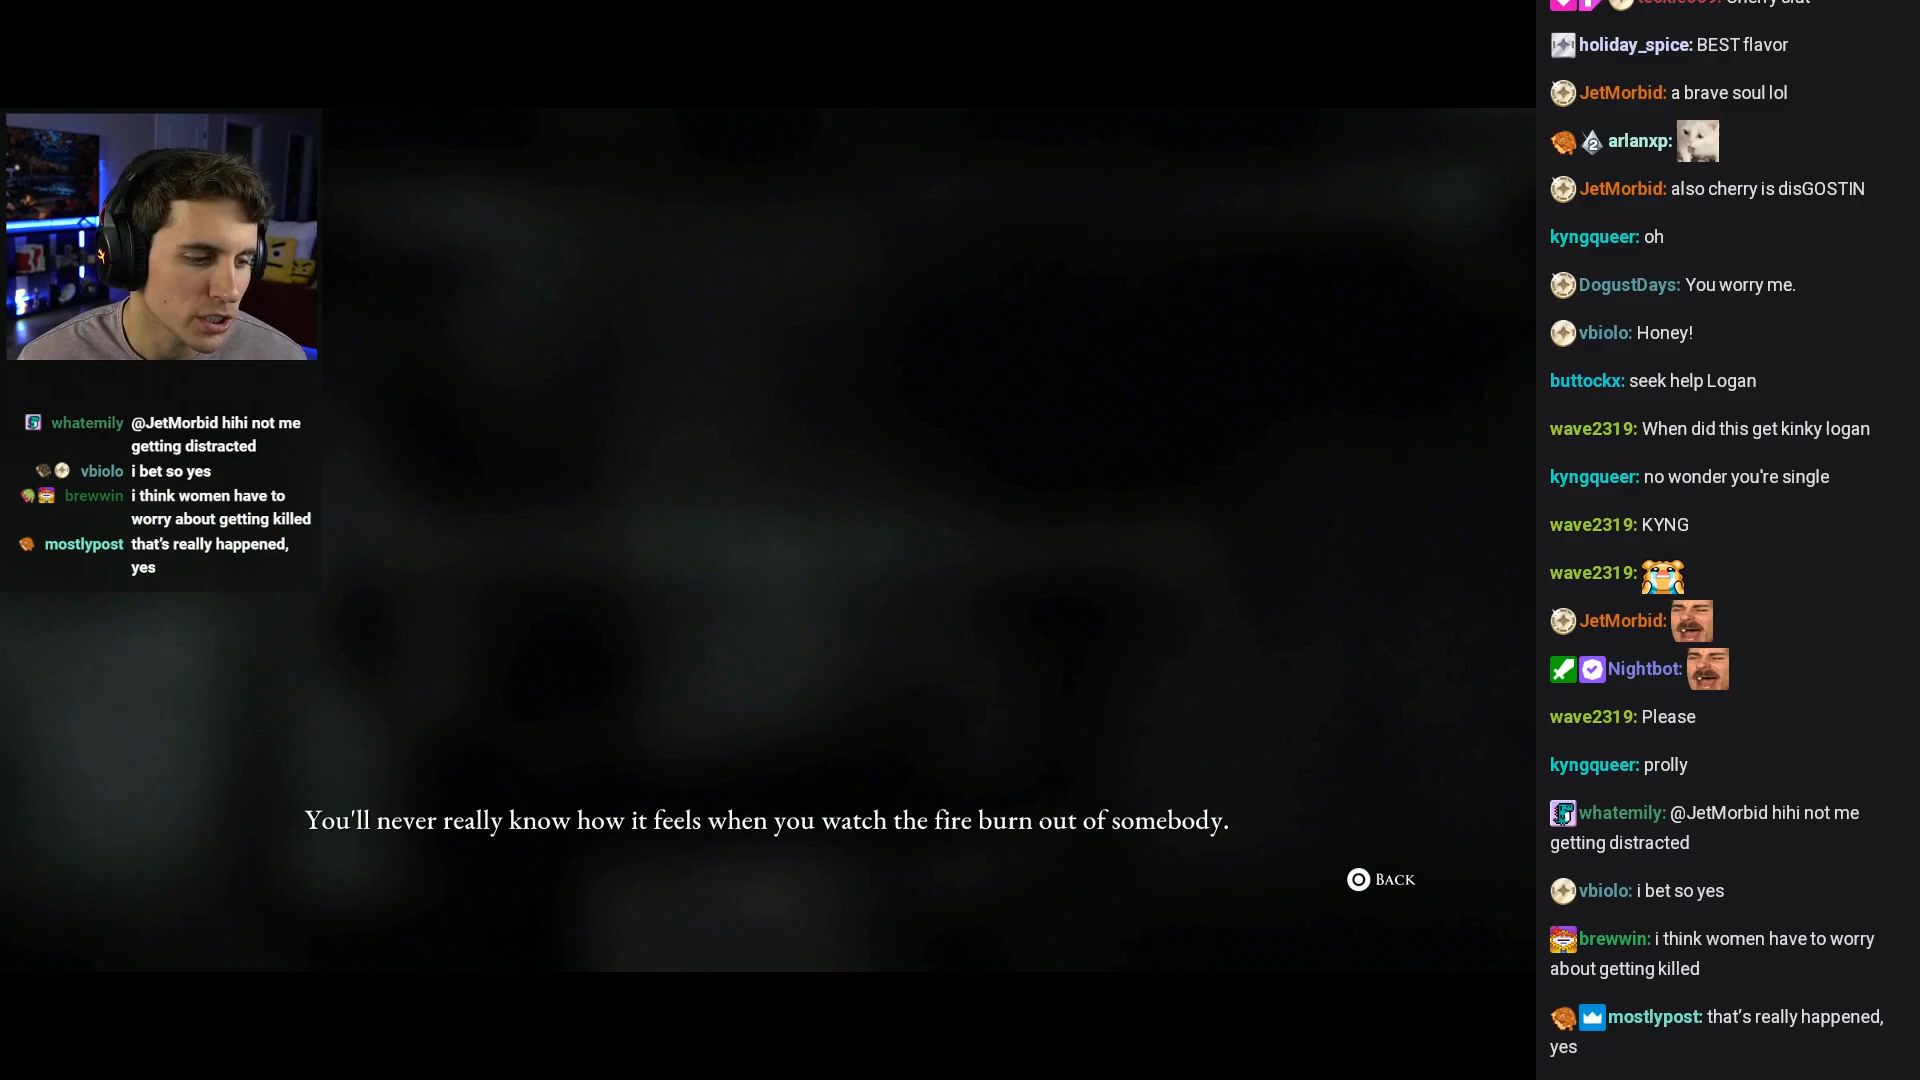 holiday_spice: BEST flavor
JetMorbid: a brave soul lol
arlanxp:
JetMorbid: also cherry is disGOSTIN
kyngqueer: oh
DogustDays: You worry me.
vbiolo: Honey!
buttockx: seek help Logan
wave2319: When did this get kinky logan
kyngqueer: no wonder you're single
wave2319: KYNG
wave2319:
JetMorbid:
Nightbot:
wave2319: Please
kyngqueer: prolly
whatemily: @JetMorbid hihi not me
getting distracted
vbiolo: i bet so yes
brewwin: i think women have to worry
about getting killed
mostlypost: that's really happened,
yes
whatemily @JetMorbid hihi not me
getting distracted
vbiolo i bet so yes
brewwin i think women have to
worry about getting killed
mostlypost that's really happened,
yes
You'll never really know how it feels when you watch the fire burn out of somebody.
BACK